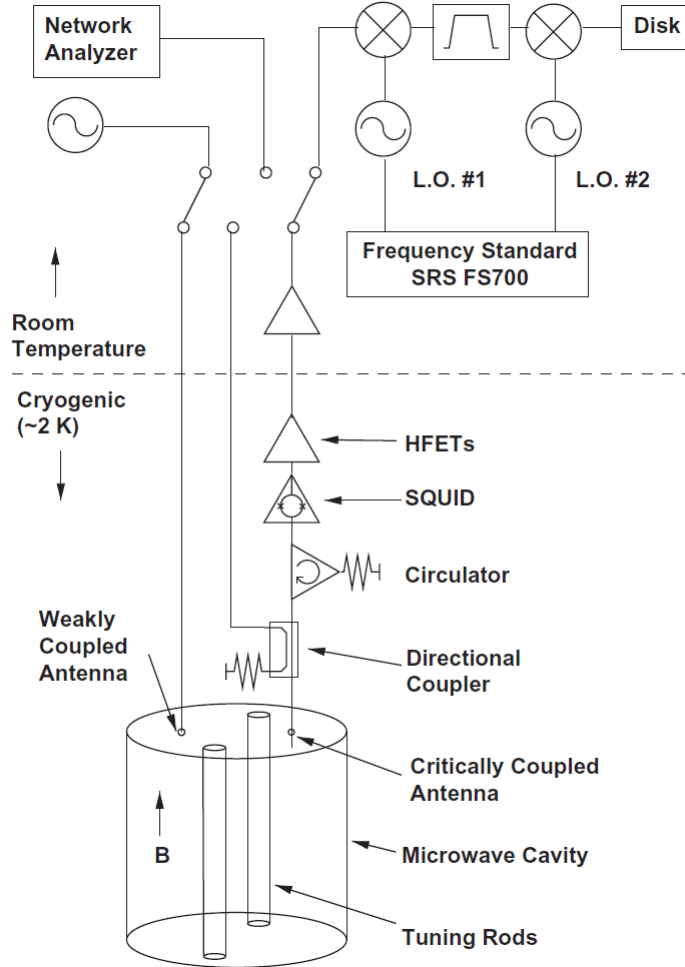 Network
Analyzer
Disk
L.O. #1
L.O. #2
Frequency Standard
SRS FS700
Room
Temperature
Cryogenic
(~2 K)
HFETs
SQUID
Circulator
Weakly
Coupled
Antenna
Directional
Coupler
Critically Coupled
Antenna
B
Microwave Cavity
Tuning Rods